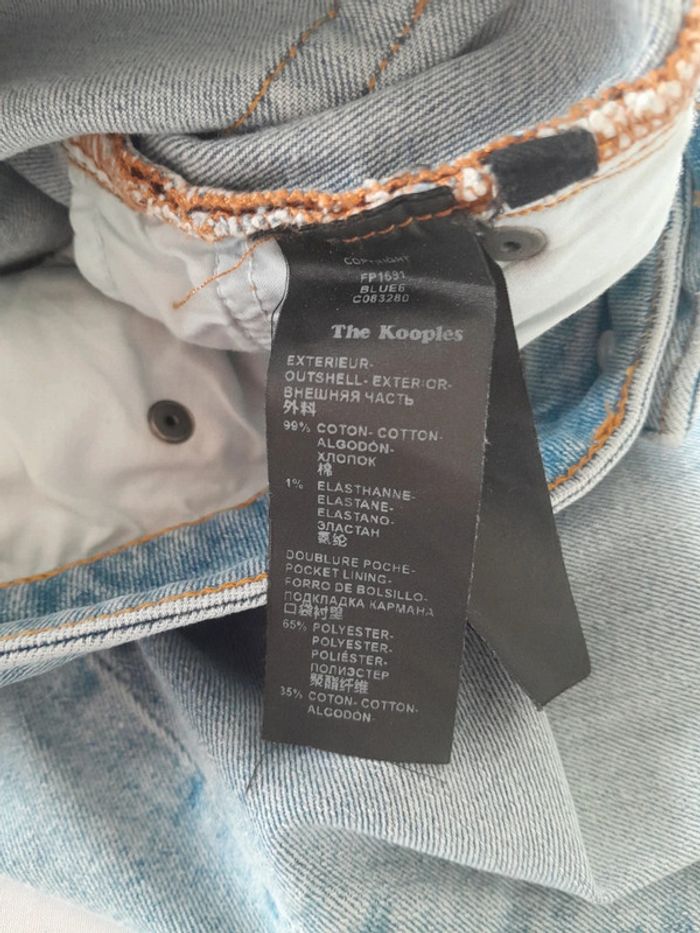 COPYRIGHT
FP1691
BLUE6
C083280
The Kooples
EXTERIEUR-
OUTSHELL- EXTERIOR-
ВНЕШНЯЯ ЧАСТЬ
外料
99% COTON- COTTON-
ALGODÓN-
ХЛОПОК
棉
1% ELASTHANNE-
ELASTANE-
ELASTANO-
ЭЛАСТАН
氨纶
DOUBLURE POCHE-
POCKET LINING-
FORRO DE BOLSILLO-
ПОДКЛАДКА КАРМАНА
口袋衬里
65% POLYESTER-
POLYESTER-
POLIÉSTER-
ПОЛИЭСТЕР
聚酯纤维
35% COTON- COTTON-
ALGODÓN-